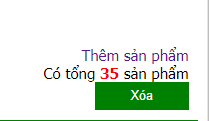 Thêm sản phẩm
Có tổng 35 sản phẩm
Xóa